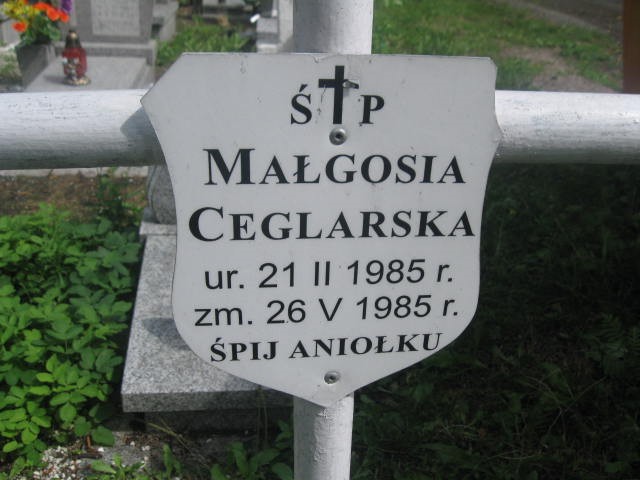 Ś P
MAŁGOSIA
CEGLARSKA
ur. 21 II 1985 r.
zm. 26 V 1985 r.
ŚPIJ ANIOŁKU